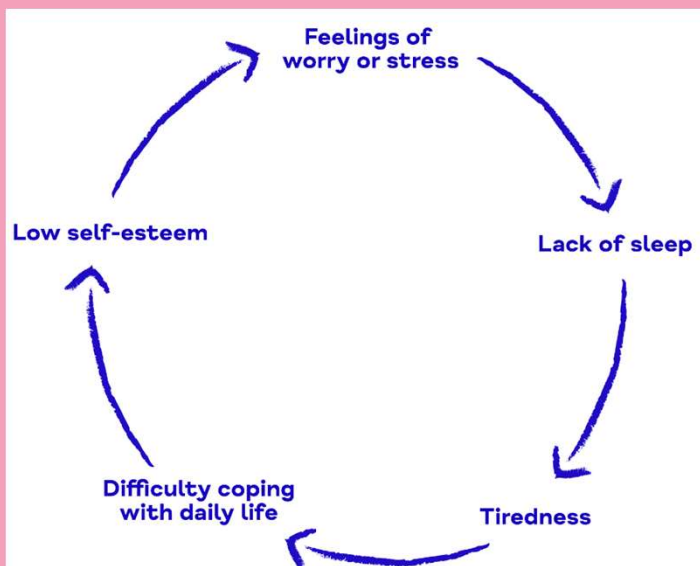 Feelings of
worry or stress
Lack of sleep
Tiredness
Difficulty coping
with daily life
Low self-esteem